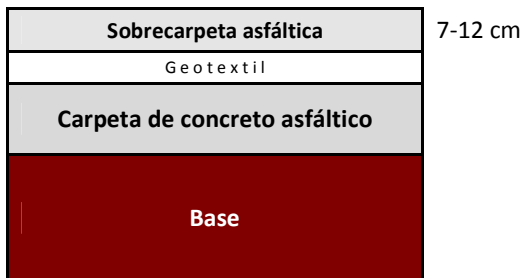 Sobrecarpeta asfáltica 7-12 cm
Geotextil
Carpeta de concreto asfáltico
Base